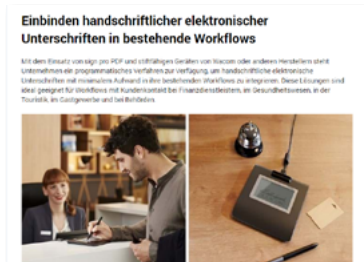 Einbinden handschriftlicher elektronischer
Unterschriften in bestehende Workflows
Mit dem Einsatz von sign pro PDF und stiftfähigen Geräten von Wacom oder anderen Herstellern steht
Unternehmen ein programmatisches Verfahren zur Verfügung, um handschriftliche elektronische
Unterschriften mit minimalem Aufwand in ihre bestehenden Workflows zu integrieren. Diese Lösungen sind
ideal geeignet für Workflows mit Kundenkontakt bei Finanzdienstleistern, im Gesundheitswesen, in der
Touristik, im Gastgewerbe und bei Behörden.